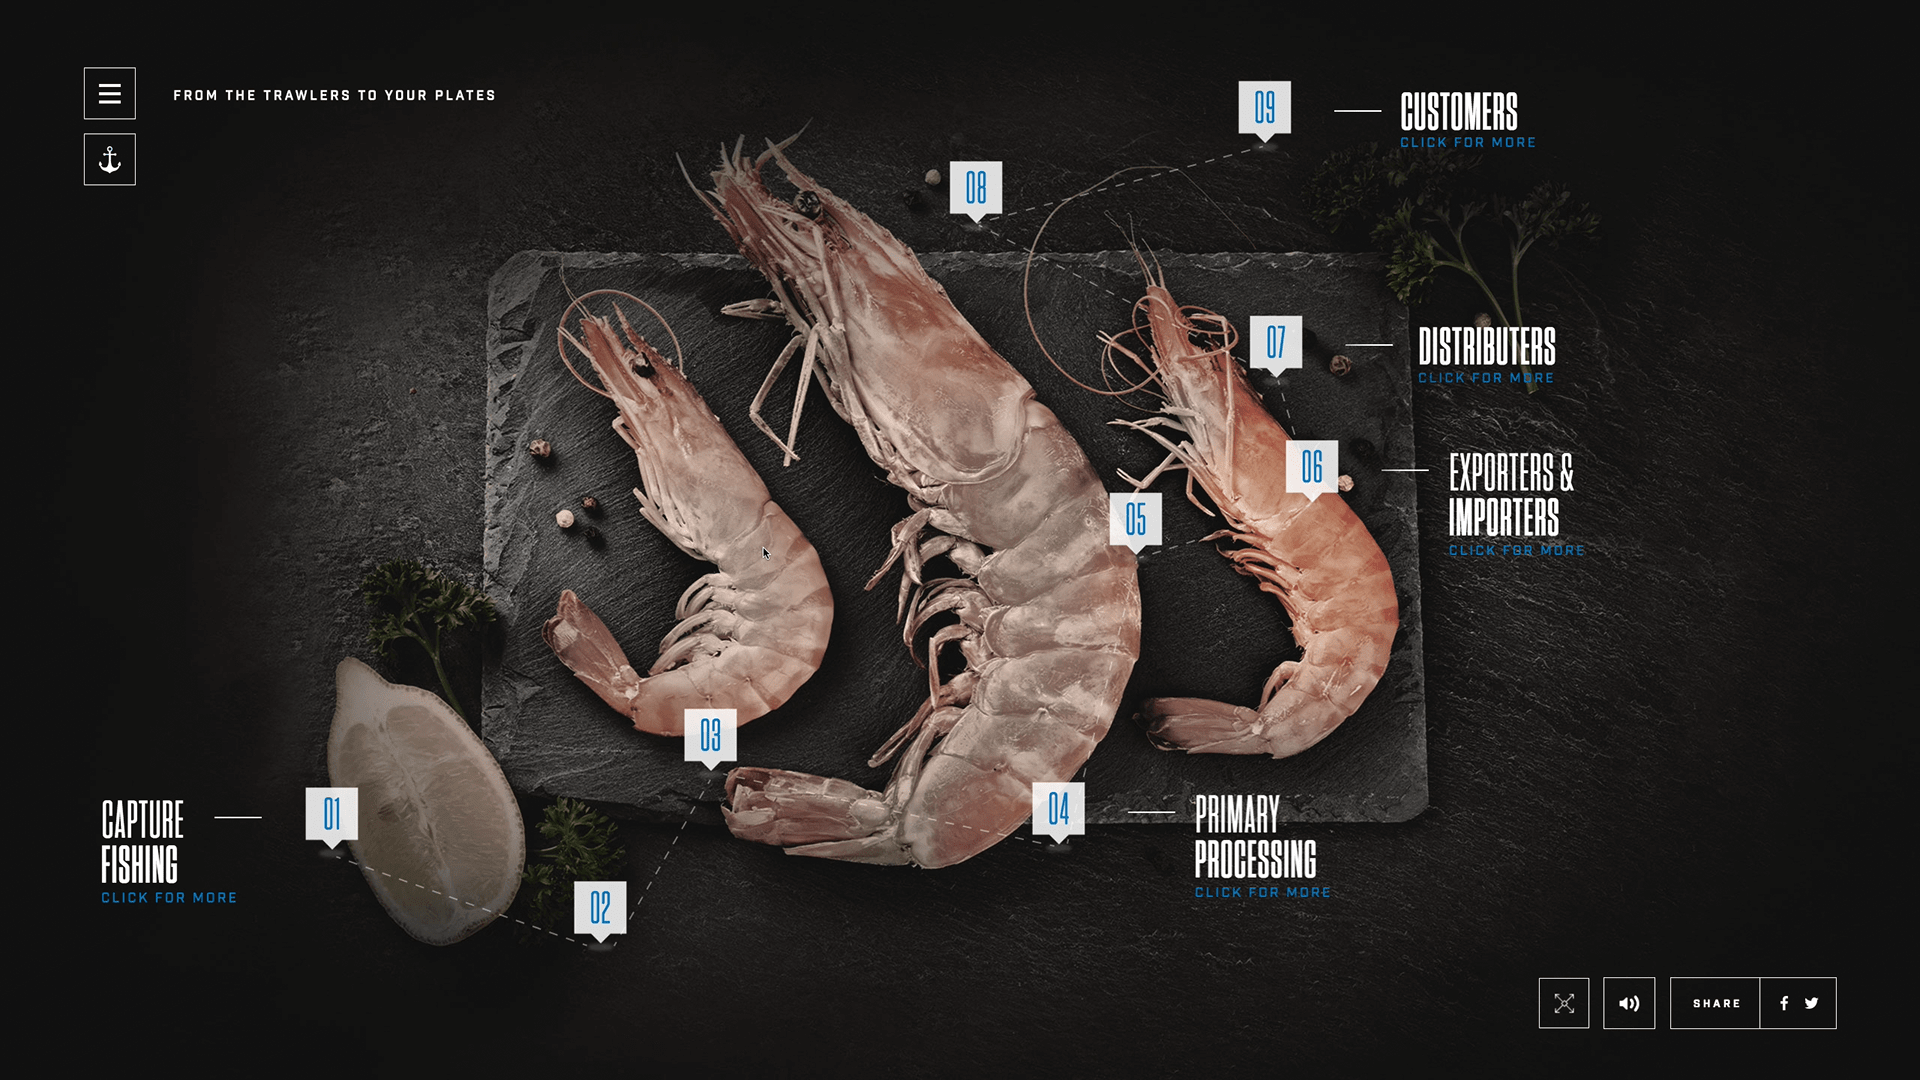 FROM THE TRAWLERS TO YOUR PLATES
09
CUSTOMERS
CLICK FOR MORE
08
07
DISTRIBUTERS
CLICK FOR MORE
06
EXPORTERS &
IMPORTERS
CLICK FOR MORE
05
03
04
PRIMARY
PROCESSING
CLICK FOR MORE
01
CAPTURE
FISHING
CLICK FOR MORE
02
SHARE